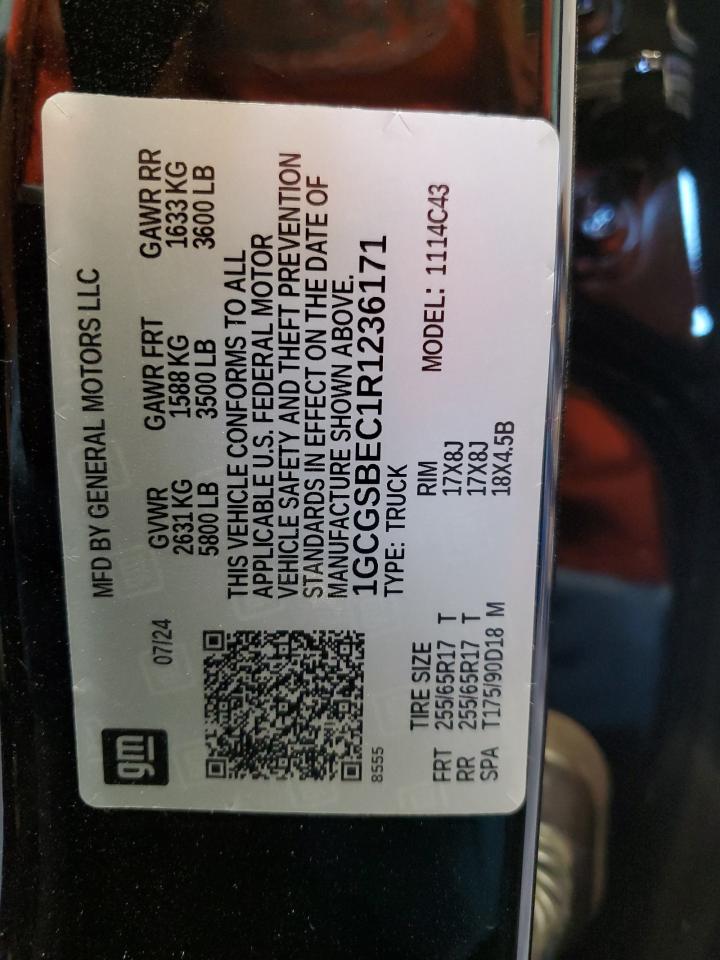 gm
MFD BY GENERAL MOTORS LLC
07/24
GVWR GAWR FRT GAWR RR
2631 KG 1588 KG 1633 KG
5800 LB 3500 LB 3600 LB
THIS VEHICLE CONFORMS TO ALL
APPLICABLE U.S. FEDERAL MOTOR
VEHICLE SAFETY AND THEFT PREVENTION
STANDARDS IN EFFECT ON THE DATE OF
MANUFACTURE SHOWN ABOVE.
1GCGSBEC1R1236171
TYPE: TRUCK
8555
MODEL: 1114C43
TIRE SIZE RIM
FRT 255/65R17 T 17X8J
RR 255/65R17 T 17X8J
SPA T175/90D18 M 18X4.5B